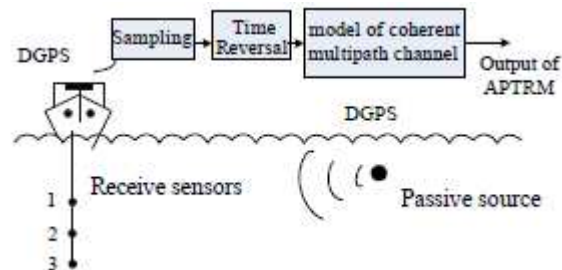 DGPS
Sampling
Time
Reversal
model of coherent
multipath channel
Output of
APTRM
DGPS
Receive sensors
Passive source
1
2
3